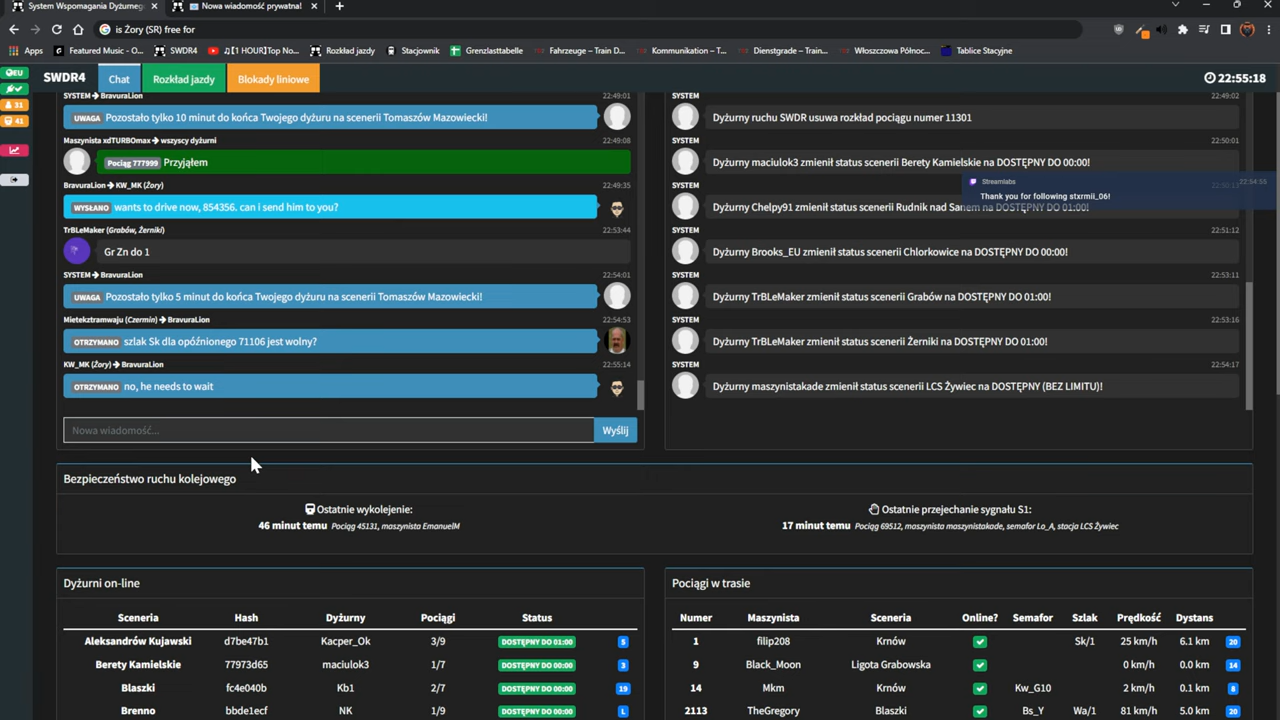 System Wspomagania Dyżurneg
Nowa wiadomość prywatna!
is Żory (SR) free for
Apps
Featured Music - O...
SWDR4
♫[1 HOUR]Top No...
Rozkład jazdy
Stacjownik
Grenzlasttabelle
Fahrzeuge – Train D...
Kommunikation – T...
Dienstgrade – Train...
Włoszczowa Północ...
Tablice Stacyjne
EU
31
41
SWDR4
Chat
Rozkład jazdy
Blokady liniowe
22:55:18
SYSTEM → BravuraLion
22:49:01
UWAGA Pozostało tylko 10 minut do końca Twojego dyżuru na scenerii Tomaszów Mazowiecki!
Maszynista xdTURBOmax → wszyscy dyżurni
22:49:08
Pociąg 777999 Przyjąłem
BravuraLion → KW_MK (Żory)
22:49:35
WYSŁANO wants to drive now, 854356. can i send him to you?
TrBLeMaker (Grabów, Żerniki)
22:53:44
Gr Zn do 1
SYSTEM → BravuraLion
22:54:01
UWAGA Pozostało tylko 5 minut do końca Twojego dyżuru na scenerii Tomaszów Mazowiecki!
Mietekztramwaju (Czermin) → BravuraLion
22:54:53
OTRZYMANO szlak Sk dla opóźnionego 71106 jest wolny?
KW_MK (Żory) → BravuraLion
22:55:14
OTRZYMANO no, he needs to wait
Nowa wiadomość...
Wyślij
SYSTEM
22:49:02
Dyżurny ruchu SWDR usuwa rozkład pociągu numer 11301
SYSTEM
22:50:01
Dyżurny maciulok3 zmienił status scenerii Berety Kamielskie na DOSTĘPNY DO 00:00!
Streamlabs
22:54:55
Thank you for following stxrmii_06!
SYSTEM
Dyżurny Chelpy91 zmienił status scenerii Rudnik nad Sanem na DOSTĘPNY DO 01:00!
SYSTEM
22:51:12
Dyżurny Brooks_EU zmienił status scenerii Chlorkowice na DOSTĘPNY DO 00:00!
SYSTEM
22:53:11
Dyżurny TrBLeMaker zmienił status scenerii Grabów na DOSTĘPNY DO 01:00!
SYSTEM
22:53:16
Dyżurny TrBLeMaker zmienił status scenerii Żerniki na DOSTĘPNY DO 01:00!
SYSTEM
22:54:17
Dyżurny maszynistakade zmienił status scenerii LCS Żywiec na DOSTĘPNY (BEZ LIMITU)!
Bezpieczeństwo ruchu kolejowego
Ostatnie wykolejenie:
46 minut temu Pociąg 45131, maszynista EmanuelM
Ostatnie przejechanie sygnału S1:
17 minut temu Pociąg 69512, maszynista maszynistakade, semafor Lo_A, stacja LCS Żywiec
Dyżurni on-line
Sceneria Hash Dyżurny Pociągi Status
Aleksandrów Kujawski d7be47b1 Kacper_Ok 3/9 DOSTĘPNY DO 01:00 5
Berety Kamielskie 77973d65 maciulok3 1/7 DOSTĘPNY DO 00:00 3
Blaszki fc4e040b Kb1 2/7 DOSTĘPNY DO 00:00 19
Brenno bbde1ecf NK 1/9 DOSTĘPNY DO 00:00 L
Pociągi w trasie
Numer Maszynista Sceneria Online? Semafor Szlak Prędkość Dystans
1 filip208 Krnów Sk/1 25 km/h 6.1 km 20
9 Black_Moon Ligota Grabowska 0 km/h 0.0 km 14
14 Mkm Krnów Kw_G10 2 km/h 0.1 km 8
2113 TheGregory Blaszki Bs_Y Wa/1 81 km/h 5.0 km 20